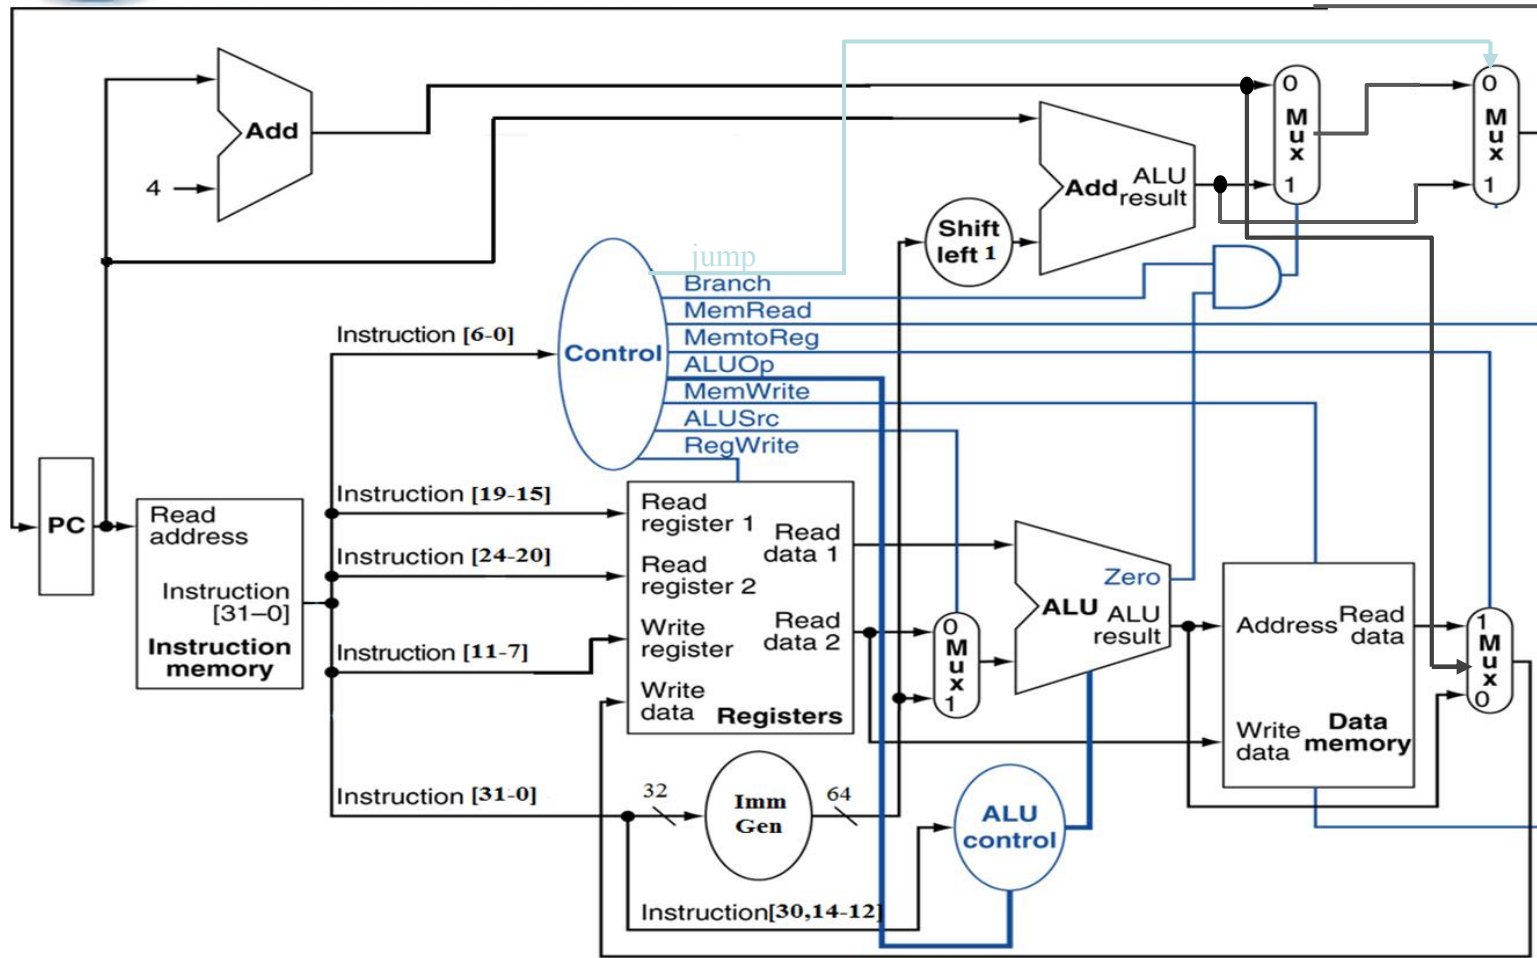 Add
4
0
M
u
x
1
0
M
u
x
1
Add
ALU
result
Shift
left 1
jump
Branch
MemRead
MemtoReg
ALUOp
MemWrite
ALUSrc
RegWrite
Control
Instruction [6-0]
PC
Read
address
Instruction
[31–0]
Instruction
memory
Instruction [19-15]
Instruction [24-20]
Instruction [11-7]
Instruction [31-0]
Read
register 1
Read
register 2
Write
register
Write
data
Read
data 1
Read
data 2
Registers
0
M
u
x
1
Zero
ALU
ALU
result
Address
Read
data
Write
data
Data
memory
1
M
u
x
0
32
Imm
Gen
64
ALU
control
Instruction[30,14-12]